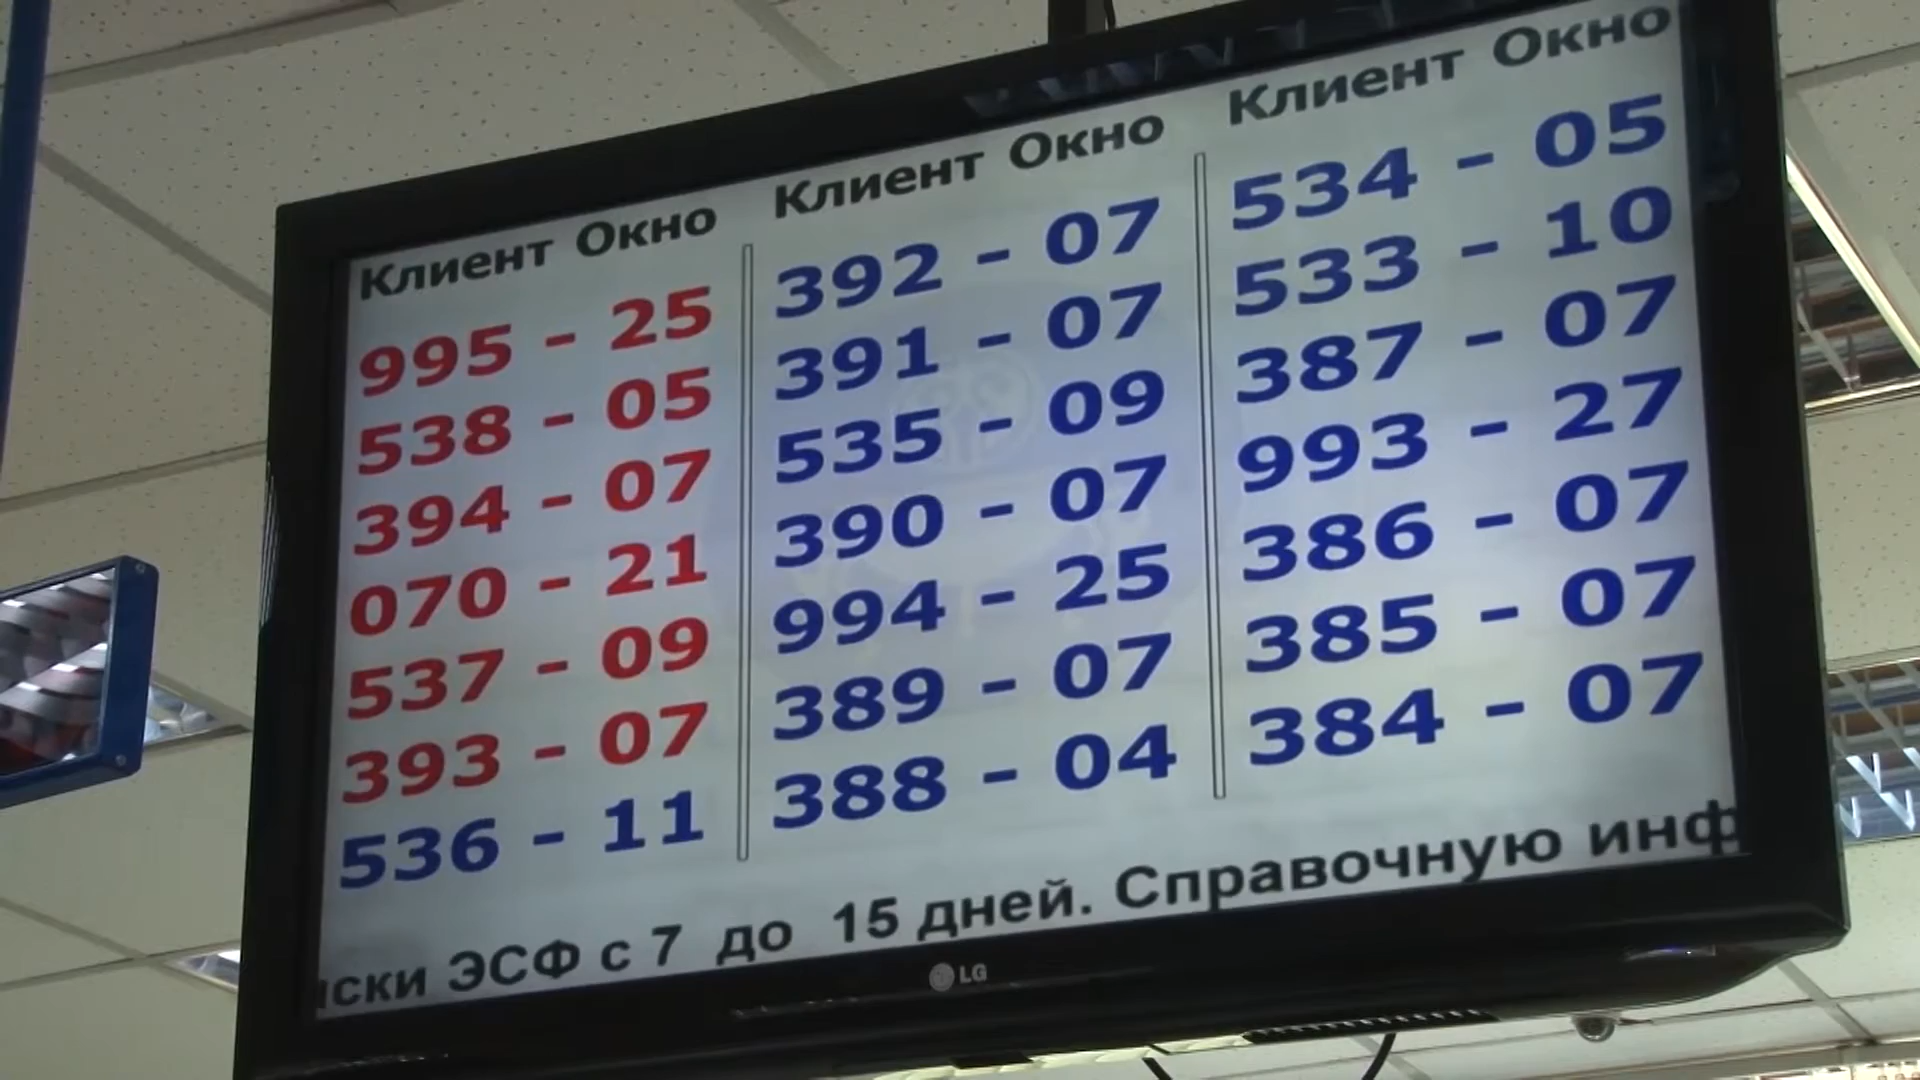 Клиент Окно
995 - 25
538 - 05
394 - 07
070 - 21
537 - 09
393 - 07
536 - 11
Клиент Окно
392 - 07
391 - 07
535 - 09
390 - 07
994 - 25
389 - 07
388 - 04
Клиент Окно
534 - 05
533 - 10
387 - 07
993 - 27
386 - 07
385 - 07
384 - 07
ски ЭСФ с 7 до 15 дней. Справочную инф
LG